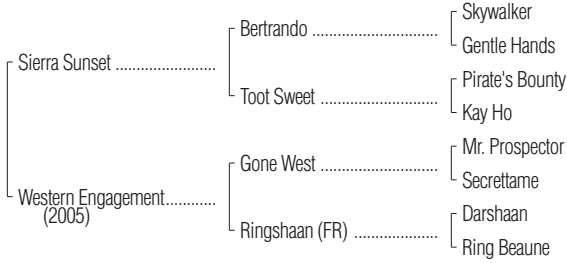 Skywalker
Bertrando ........................
Gentle Hands
Sierra Sunset ........................
Pirate's Bounty
Toot Sweet ........................
Kay Ho
Mr. Prospector
Gone West ........................
Secrettame
Western Engagement............
(2005)
Darshaan
Ringshaan (FR) .................
Ring Beaune